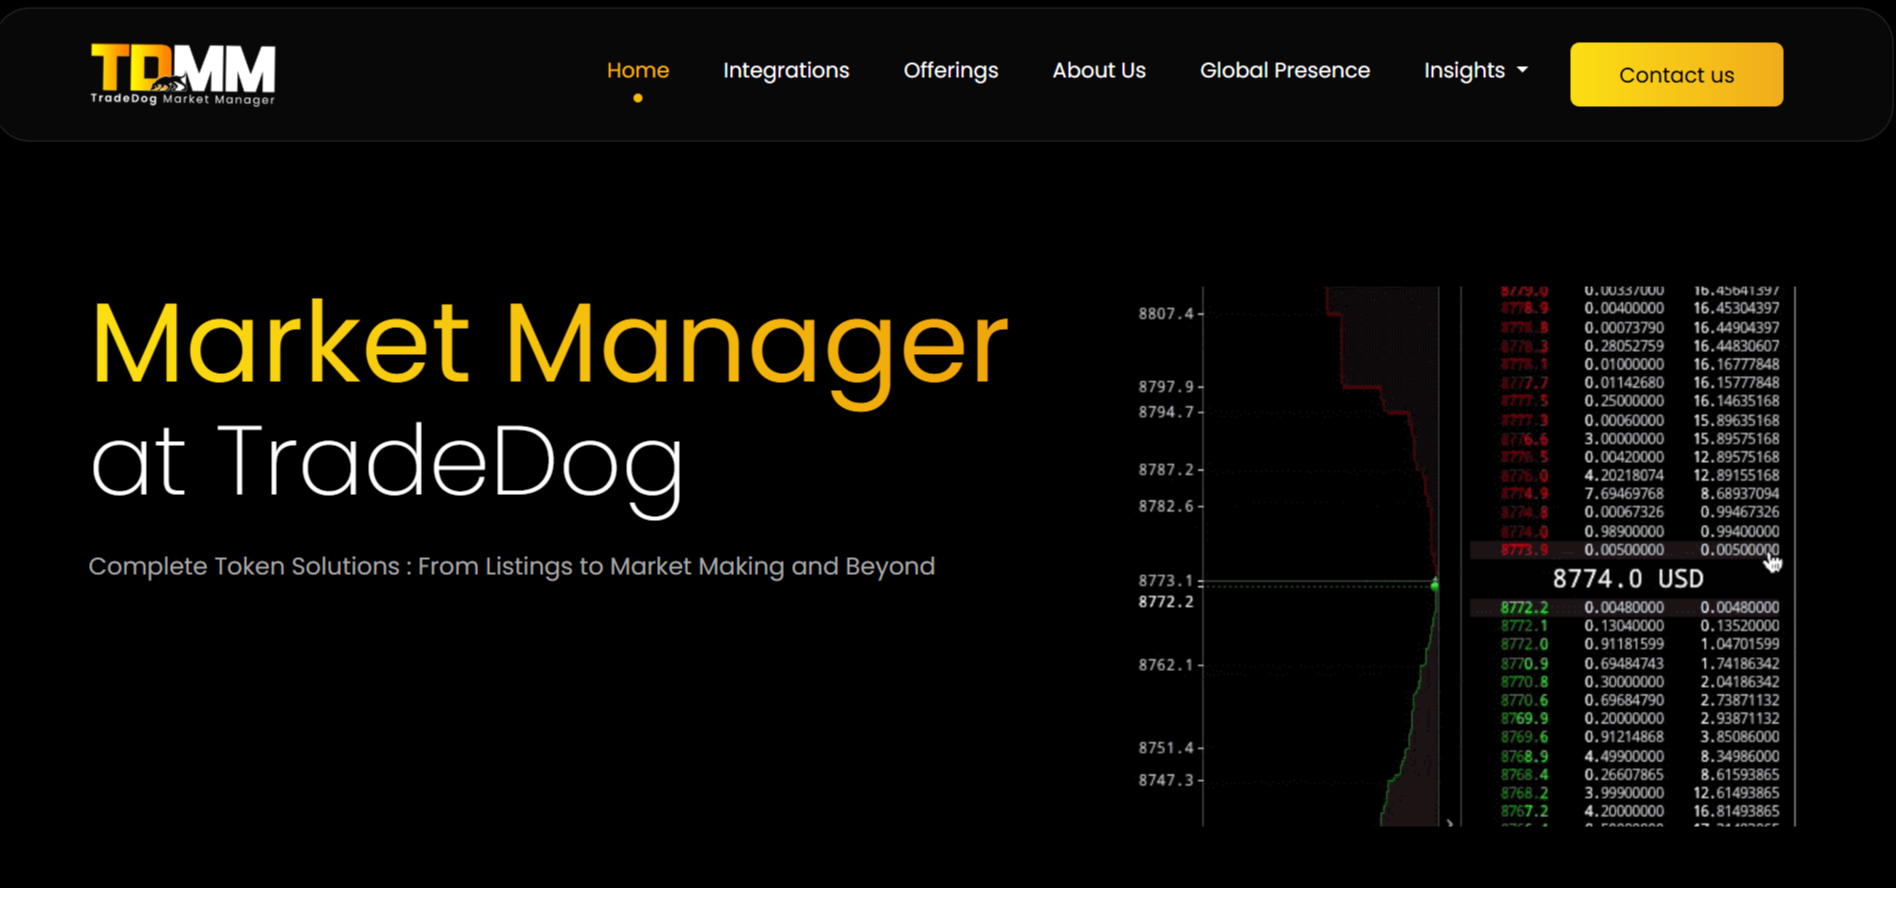 TDMM
TradeDog Market Manager
Home Integrations Offerings About Us Global Presence Insights Contact us
Market Manager
at TradeDog
Complete Token Solutions : From Listings to Market Making and Beyond
8807.4
8797.9
8794.7
8787.2
8782.6
8773.1
8772.2
8762.1
8751.4
8747.3
8779.0 0.00337000 16.45641397
8778.9 0.00400000 16.45304397
0.00073790 16.44904397
8778.3 0.28052759 16.44830607
8778.1 0.01000000 16.16777848
8777.7 0.01142680 16.15777848
8777.5 0.25000000 16.14635168
8777.3 0.00060000 15.89635168
8776.6 3.00000000 15.89575168
8776.5 0.00420000 12.89575168
8776.0 4.20218074 12.89155168
8774.9 7.69469768 8.68937094
8774.8 0.00067326 0.99467326
8774.0 0.98900000 0.99400000
8773.9 0.00500000 0.00500000
8774.0 USD
8772.2 0.00480000 0.00480000
8772.1 0.13040000 0.13520000
8772.0 0.91181599 1.04701599
8770.9 0.69484743 1.74186342
8770.8 0.30000000 2.04186342
8770.6 0.69684790 2.73871132
8769.9 0.20000000 2.93871132
8769.6 0.91214868 3.85086000
8768.9 4.49900000 8.34986000
8768.4 0.26607865 8.61593865
8768.2 3.99900000 12.61493865
8767.2 4.20000000 16.81493865